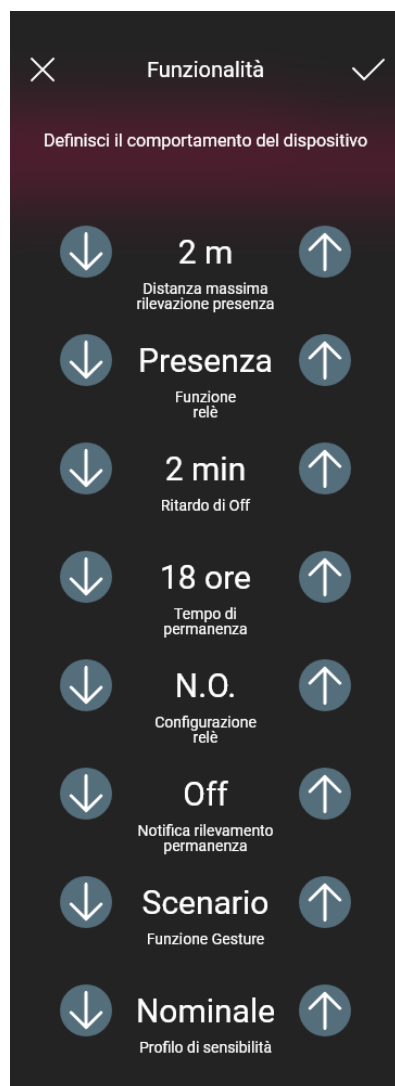 Funzionalità
Definisci il comportamento del dispositivo
2 m
Distanza massima
rilevazione presenza
Presenza
Funzione
relè
2 min
Ritardo di Off
18 ore
Tempo di
permanenza
N.O.
Configurazione
relè
Off
Notifica rilevamento
permanenza
Scenario
Funzione Gesture
Nominale
Profilo di sensibilità